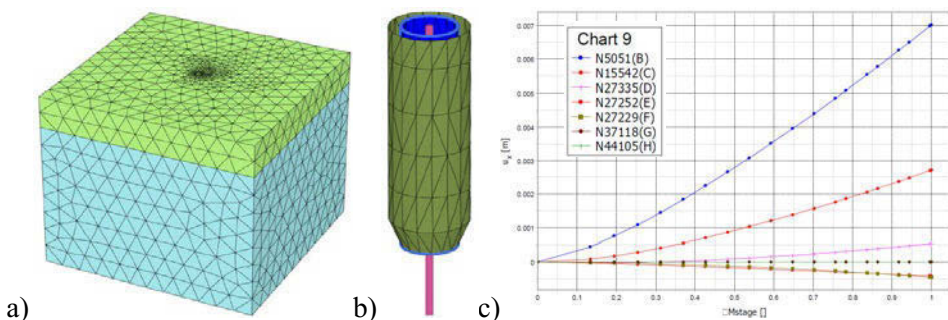 a)
b)
c)
Chart 9
N5051(B)
N15542(C)
N27335(D)
N27252(E)
N27229(F)
N37118(G)
N44105(H)
0.007
0.006
0.005
0.004
0.003
0.002
0.001
0
u_x [m]
0 0.1 0.2 0.3 0.4 0.5 0.6 0.7 0.8 0.9 1
□Mstage []